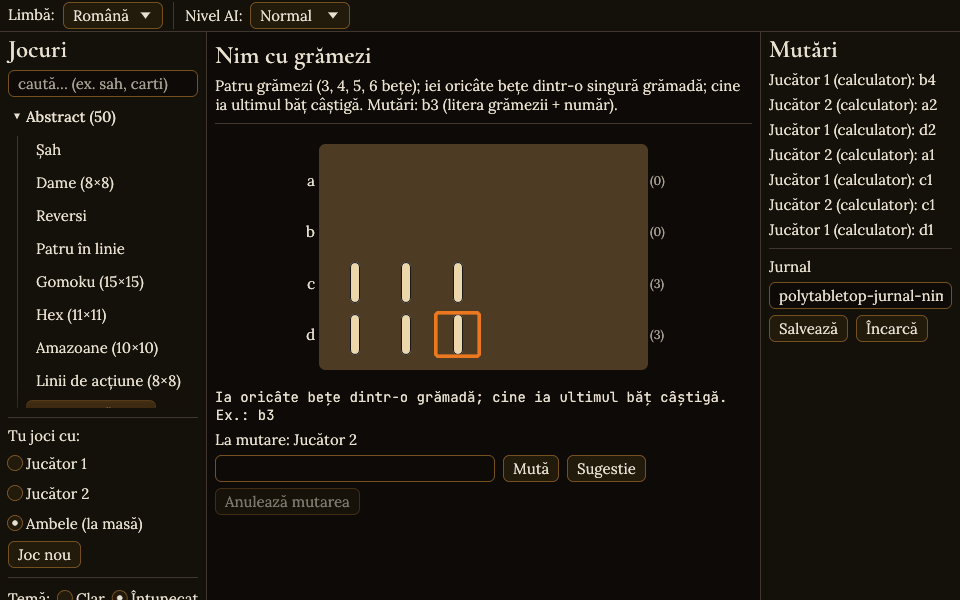 Limbă: Română Nivel AI: Normal
Jocuri
caută... (ex. sah, carti)
Abstract (50)
Șah
Dame (8×8)
Reversi
Patru în linie
Gomoku (15×15)
Hex (11×11)
Amazoane (10×10)
Linii de acțiune (8×8)
Tu joci cu:
Jucător 1
Jucător 2
Ambele (la masă)
Joc nou
Temă: Clar Întunecat
Nim cu grămezi
Patru grămezi (3, 4, 5, 6 bețe); iei oricâte bețe dintr-o singură grămadă; cine
ia ultimul băț câștigă. Mutări: b3 (litera grămezii + număr).
a (0)
b (0)
c (3)
d (3)
Ia oricâte bețe dintr-o grămadă; cine ia ultimul băț câștigă.
Ex.: b3
La mutare: Jucător 2
Mută Sugestie
Anulează mutarea
Mutări
Jucător 1 (calculator): b4
Jucător 2 (calculator): a2
Jucător 1 (calculator): d2
Jucător 2 (calculator): a1
Jucător 1 (calculator): c1
Jucător 2 (calculator): c1
Jucător 1 (calculator): d1
Jurnal
polytabletop-jurnal-nim
Salvează Încarcă